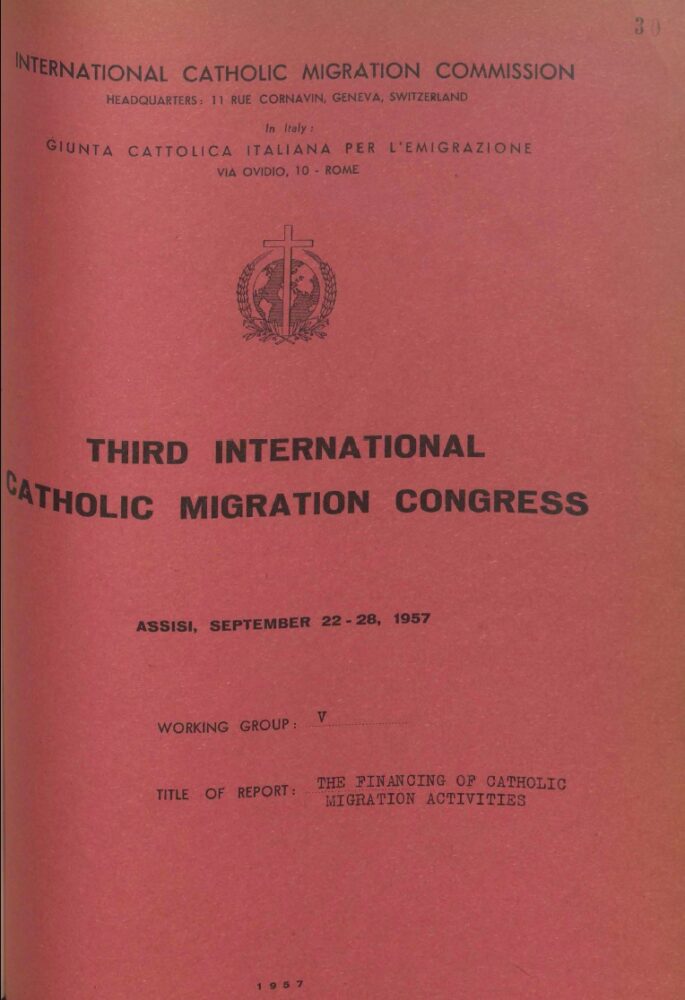 30
INTERNATIONAL CATHOLIC MIGRATION COMMISSION
HEADQUARTERS: 11 RUE CORNAVIN, GENEVA, SWITZERLAND
In Italy:
GIUNTA CATTOLICA ITALIANA PER L'EMIGRAZIONE
VIA OVIDIO, 10 - ROME
THIRD INTERNATIONAL
CATHOLIC MIGRATION CONGRESS
ASSISI, SEPTEMBER 22-28, 1957
WORKING GROUP: V
TITLE OF REPORT: THE FINANCING OF CATHOLIC
MIGRATION ACTIVITIES
1957